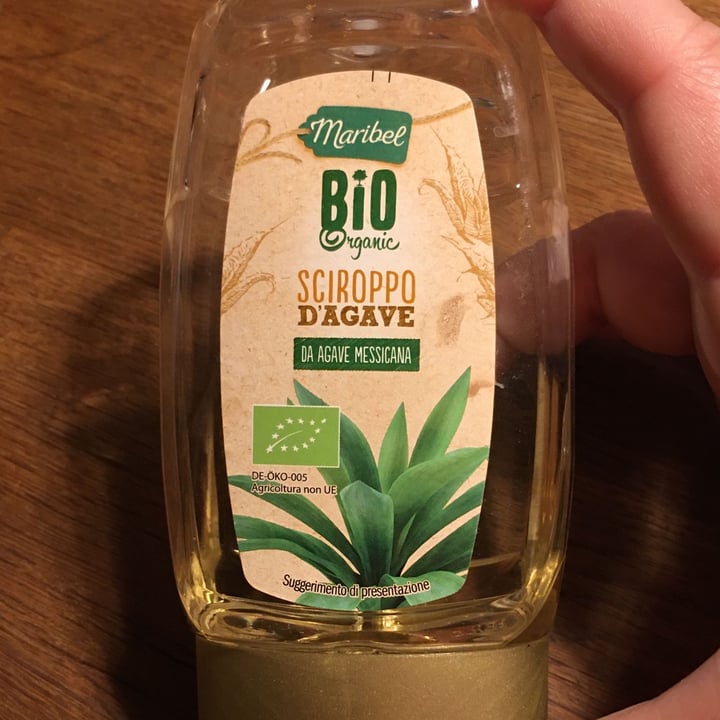 Maribel
BiO
Organic
SCIROPPO
D'AGAVE
DA AGAVE MESSICANA
DE-ÖKO-005
Agricoltura non UE
Suggerimento di presentazione